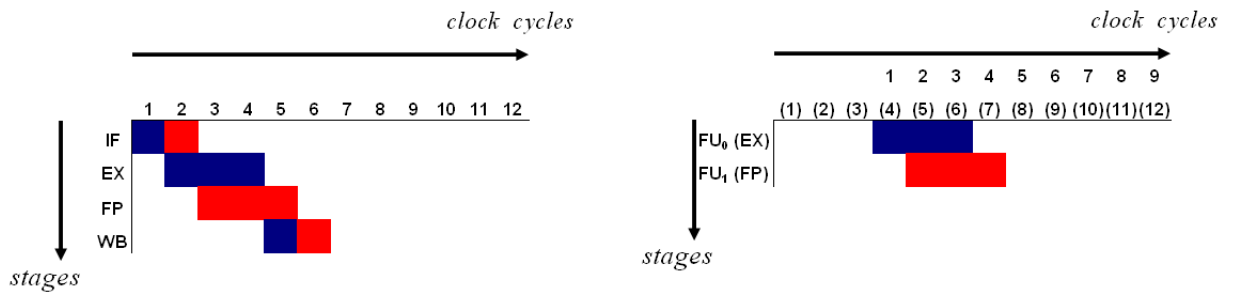 clock cycles
1 2 3 4 5 6 7 8 9 10 11 12
IF
EX
FP
WB
stages
clock cycles
1 2 3 4 5 6 7 8 9
(1) (2) (3) (4) (5) (6) (7) (8) (9) (10) (11) (12)
FU₀ (EX)
FU₁ (FP)
stages